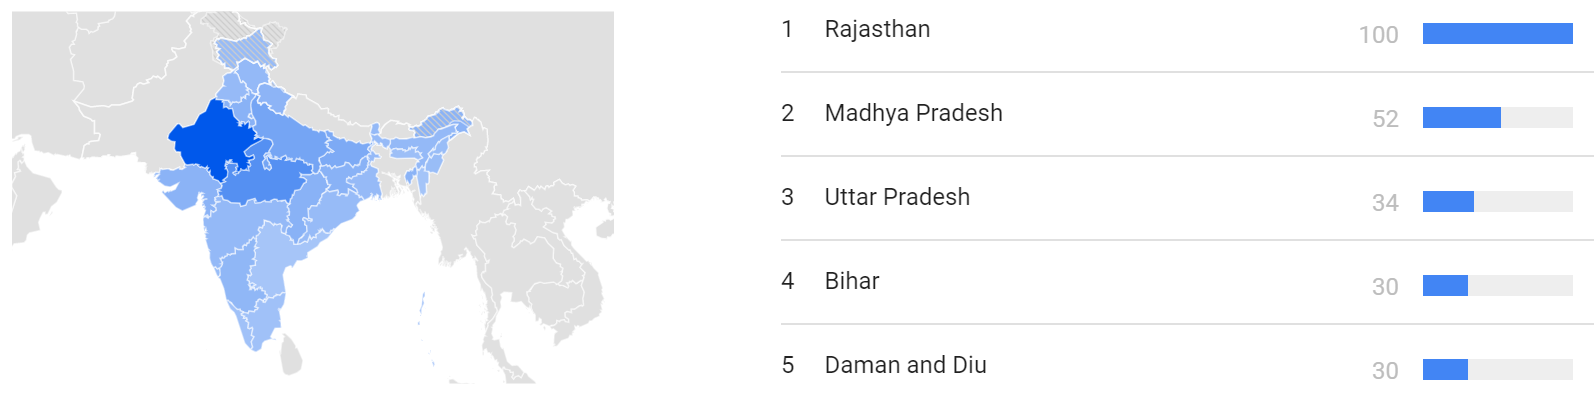 1 Rajasthan 100
2 Madhya Pradesh 52
3 Uttar Pradesh 34
4 Bihar 30
5 Daman and Diu 30